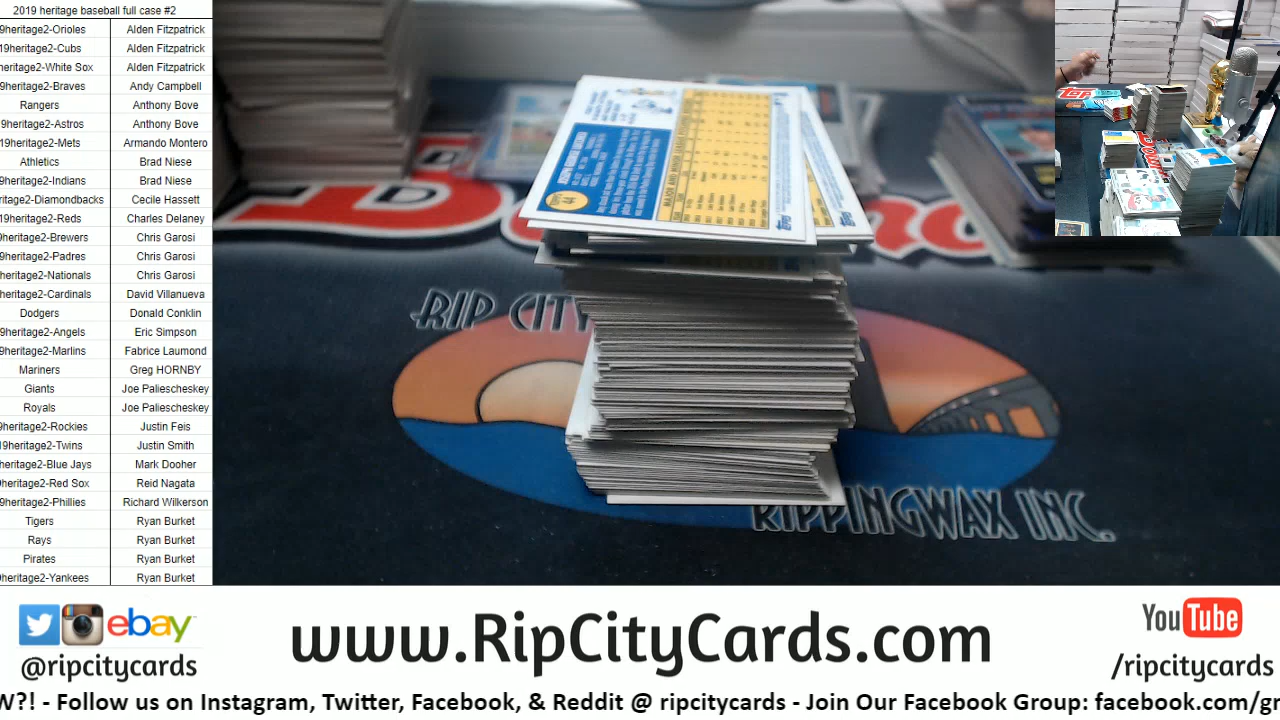 2019 heritage baseball full case #2
9heritage2-Orioles Alden Fitzpatrick
19heritage2-Cubs Alden Fitzpatrick
heritage2-White Sox Alden Fitzpatrick
9heritage2-Braves Andy Campbell
Rangers Anthony Bove
9heritage2-Astros Anthony Bove
19heritage2-Mets Armando Montero
Athletics Brad Niese
9heritage2-Indians Brad Niese
eritage2-Diamondbacks Cecile Hassett
19heritage2-Reds Charles Delaney
heritage2-Brewers Chris Garosi
9heritage2-Padres Chris Garosi
heritage2-Nationals Chris Garosi
heritage2-Cardinals David Villanueva
Dodgers Donald Conklin
9heritage2-Angels Eric Simpson
9heritage2-Marlins Fabrice Laumond
Mariners Greg HORNBY
Giants Joe Paliescheskey
Royals Joe Paliescheskey
9heritage2-Rockies Justin Feis
19heritage2-Twins Justin Smith
heritage2-Blue Jays Mark Dooher
heritage2-Red Sox Reid Nagata
9heritage2-Phillies Richard Wilkerson
Tigers Ryan Burket
Rays Ryan Burket
Pirates Ryan Burket
heritage2-Yankees Ryan Burket
44
Topps
RIP CITY
RIPPINGWAX INC.
ebay
@ripcitycards
www.RipCityCards.com
YouTube
/ripcitycards
W?! - Follow us on Instagram, Twitter, Facebook, & Reddit @ ripcitycards - Join Our Facebook Group: facebook.com/gr